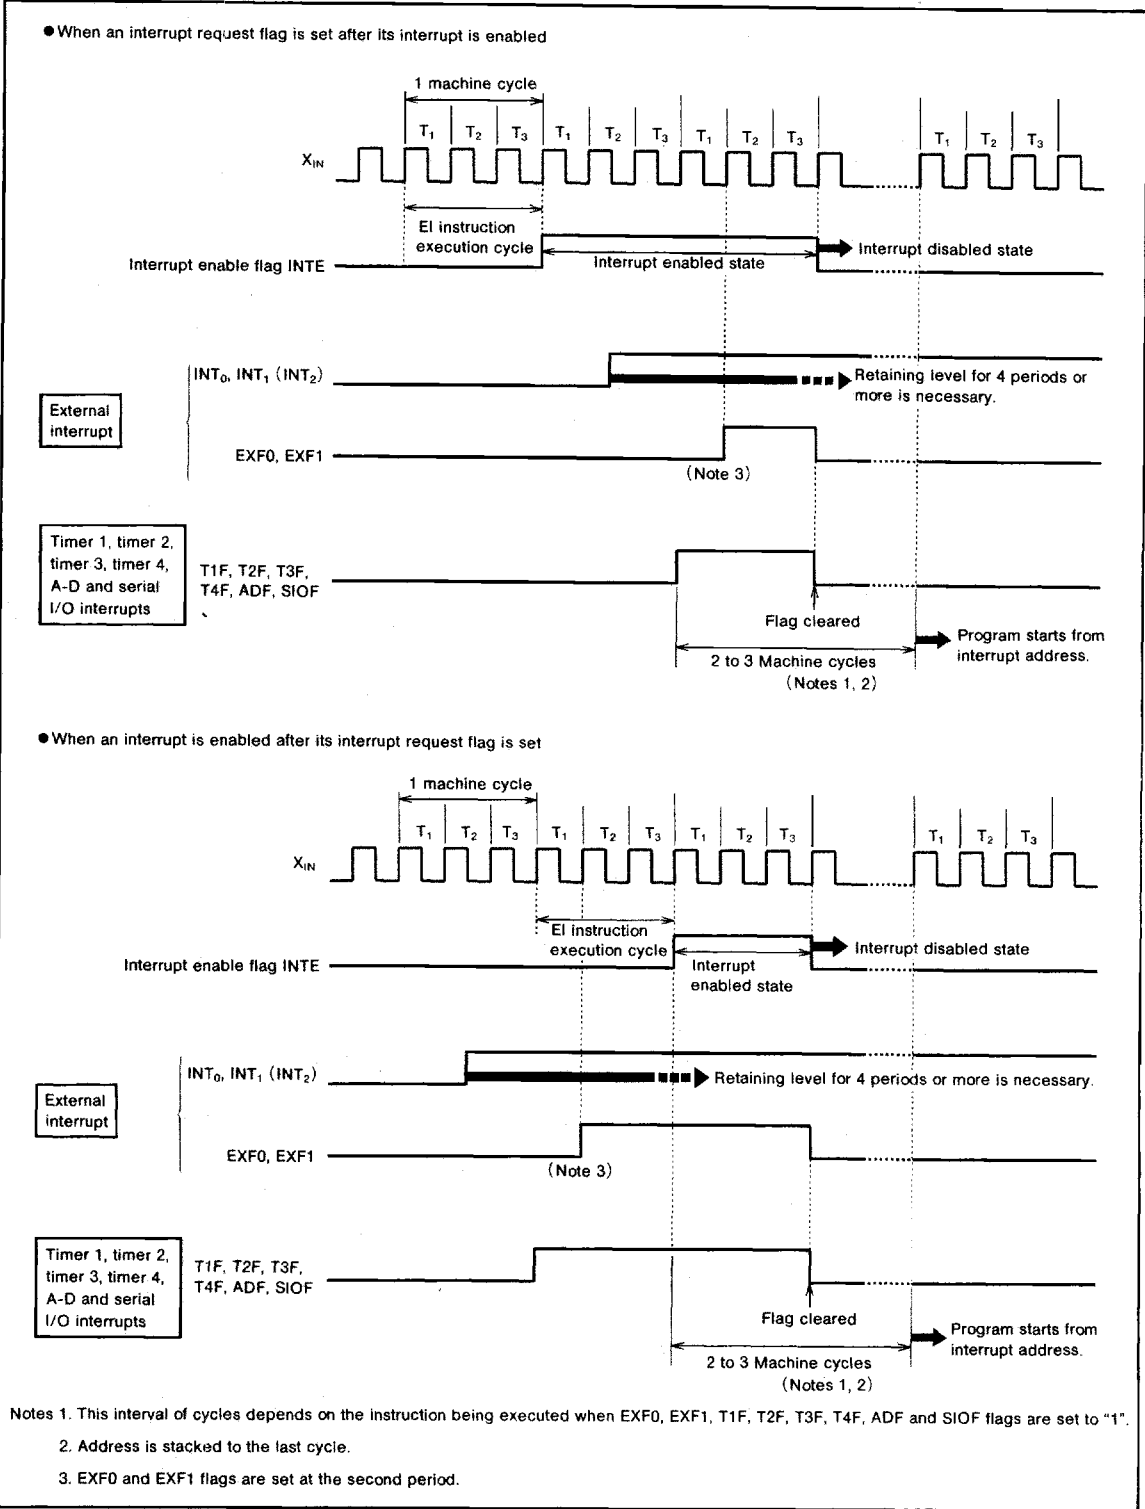 ●When an interrupt request flag is set after its interrupt is enabled
1 machine cycle
T1 T2 T3 T1 T2 T3 T1 T2 T3 T1 T2 T3
XIN
EI instruction
execution cycle
Interrupt enable flag INTE
Interrupt enabled state
Interrupt disabled state
INT0, INT1 (INT2)
Retaining level for 4 periods or
more is necessary.
External
interrupt
EXF0, EXF1
(Note 3)
Timer 1, timer 2,
timer 3, timer 4,
A-D and serial
I/O interrupts
T1F, T2F, T3F,
T4F, ADF, SIOF
Flag cleared
Program starts from
interrupt address.
2 to 3 Machine cycles
(Notes 1, 2)
●When an interrupt is enabled after its interrupt request flag is set
1 machine cycle
T1 T2 T3 T1 T2 T3 T1 T2 T3 T1 T2 T3
XIN
EI instruction
execution cycle
Interrupt enable flag INTE
Interrupt
enabled state
Interrupt disabled state
INT0, INT1 (INT2)
Retaining level for 4 periods or more is necessary.
External
interrupt
EXF0, EXF1
(Note 3)
Timer 1, timer 2,
timer 3, timer 4,
A-D and serial
I/O interrupts
T1F, T2F, T3F,
T4F, ADF, SIOF
Flag cleared
Program starts from
interrupt address.
2 to 3 Machine cycles
(Notes 1, 2)
Notes 1. This interval of cycles depends on the instruction being executed when EXF0, EXF1, T1F, T2F, T3F, T4F, ADF and SIOF flags are set to "1".
2. Address is stacked to the last cycle.
3. EXF0 and EXF1 flags are set at the second period.